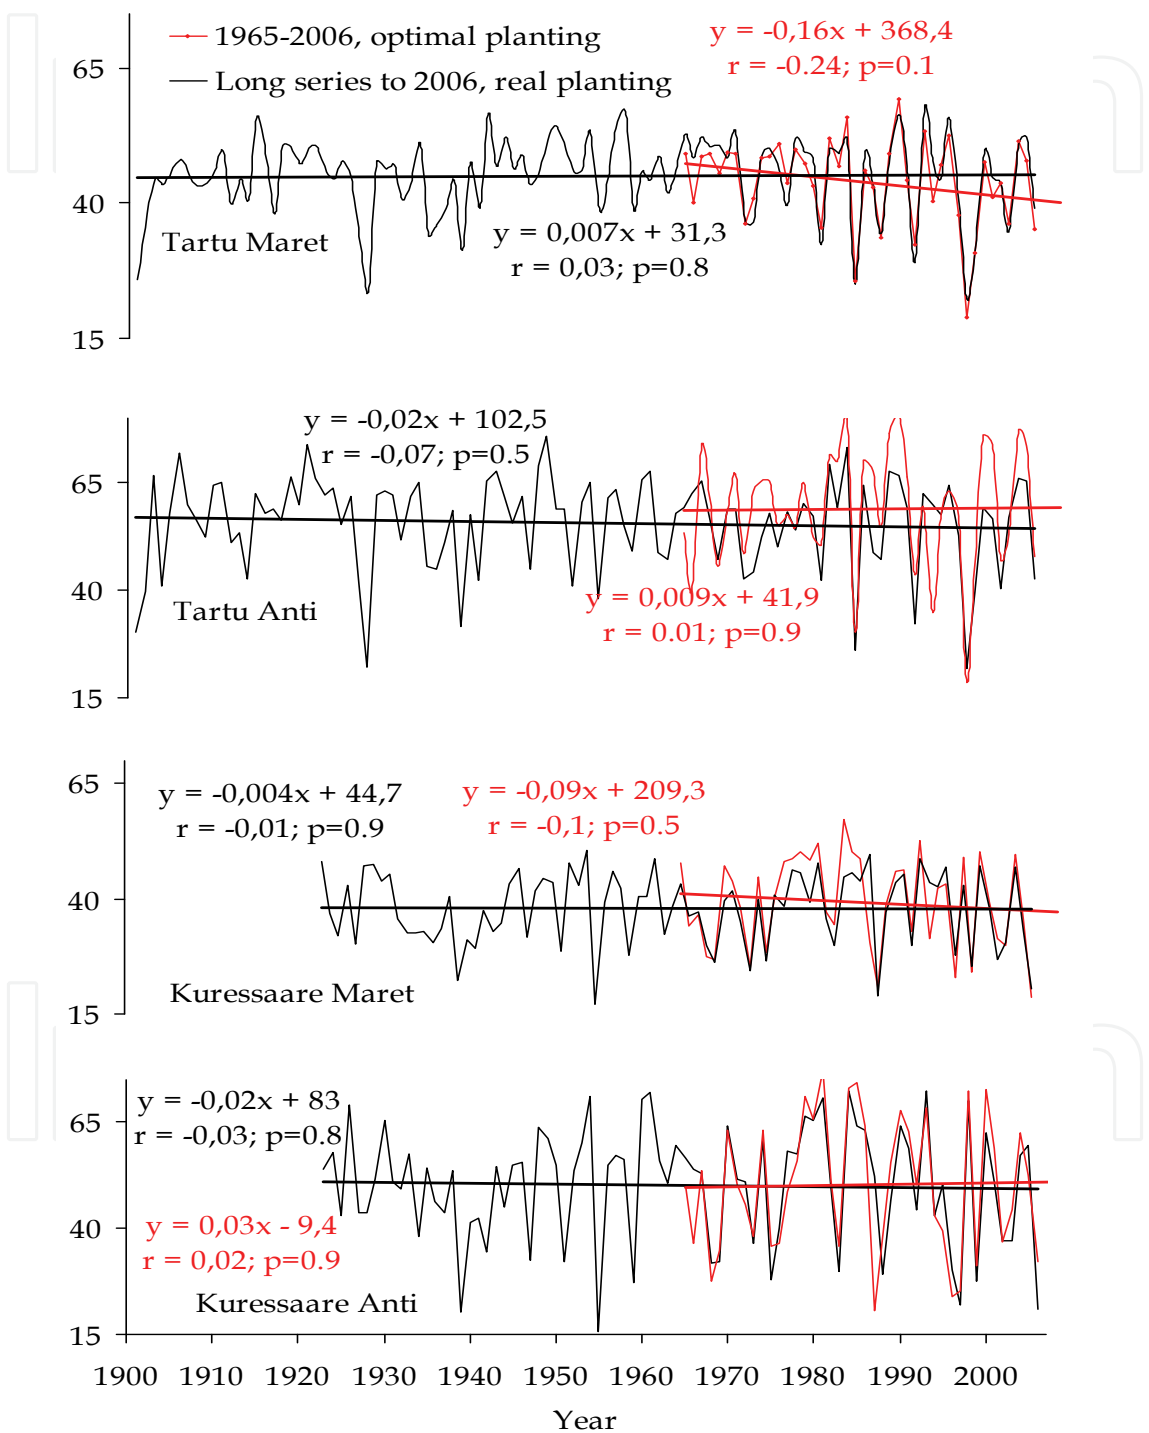 1965-2006, optimal planting
Long series to 2006, real planting
y = -0,16x + 368,4
r = -0.24; p=0.1
65
40
15
Tartu Maret
y = 0,007x + 31,3
r = 0,03; p=0.8
y = -0,02x + 102,5
r = -0,07; p=0.5
65
40
15
Tartu Anti
y = 0,009x + 41,9
r = 0.01; p=0.9
65
40
15
y = -0,004x + 44,7
r = -0,01; p=0.9
y = -0,09x + 209,3
r = -0,1; p=0.5
Kuressaare Maret
y = -0,02x + 83
r = -0,03; p=0.8
65
40
15
y = 0,03x - 9,4
r = 0,02; p=0.9
Kuressaare Anti
1900 1910 1920 1930 1940 1950 1960 1970 1980 1990 2000
Year